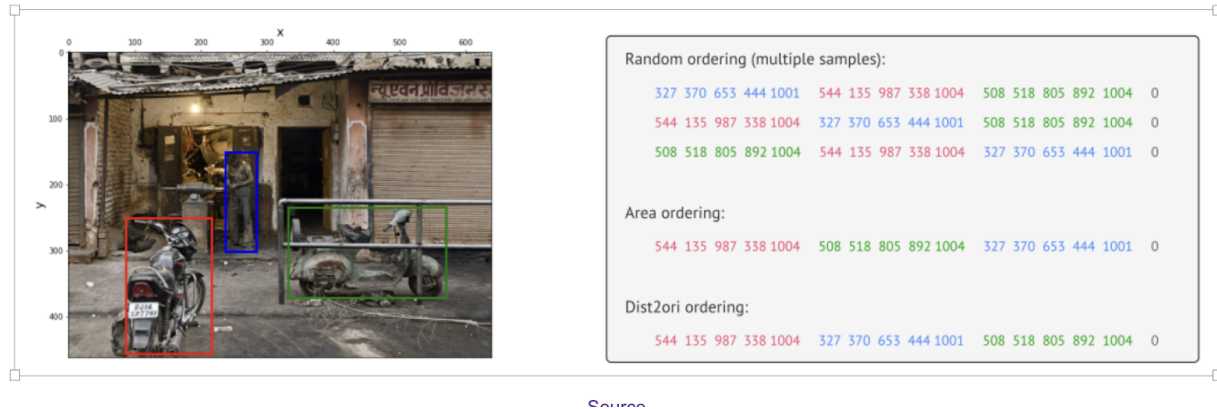 x
0 100 200 300 400 500 600
0
100
200
300
400
y
न्यू एवन प्रोविजन स
RJ14
Random ordering (multiple samples):
327 370 653 444 1001 544 135 987 338 1004 508 518 805 892 1004 0
544 135 987 338 1004 327 370 653 444 1001 508 518 805 892 1004 0
508 518 805 892 1004 544 135 987 338 1004 327 370 653 444 1001 0
Area ordering:
544 135 987 338 1004 508 518 805 892 1004 327 370 653 444 1001 0
Dist2ori ordering:
544 135 987 338 1004 327 370 653 444 1001 508 518 805 892 1004 0